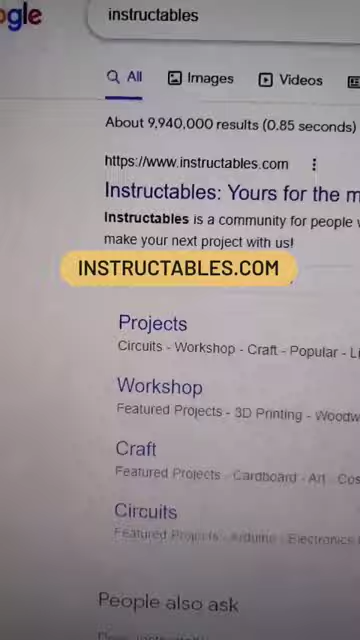 ogle
instructables
All Images Videos
About 9,940,000 results (0.85 seconds)
https://www.instructables.com
Instructables: Yours for the m
Instructables is a community for people
make your next project with us!
INSTRUCTABLES.COM
Projects
Circuits - Workshop - Craft - Popular - Li
Workshop
Featured Projects - 3D Printing - Woodw
Craft
Featured Projects - Cardboard - Art - Cos
Circuits
Featured Projects - Arduino - Electronics
People also ask